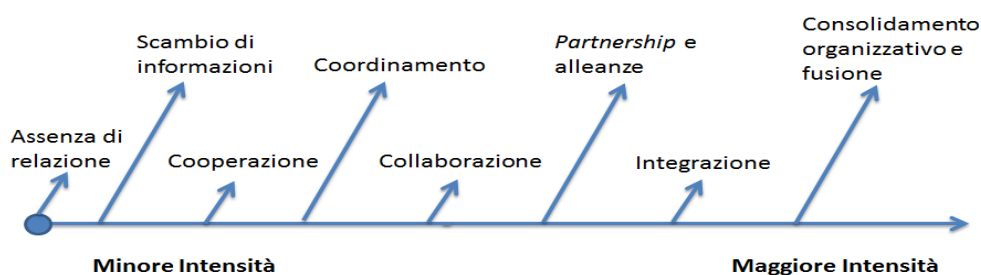 Assenza di
relazione
Scambio di
informazioni
Cooperazione
Coordinamento
Collaborazione
Partnership e
alleanze
Integrazione
Consolidamento
organizzativo e
fusione
Minore Intensità
Maggiore Intensità